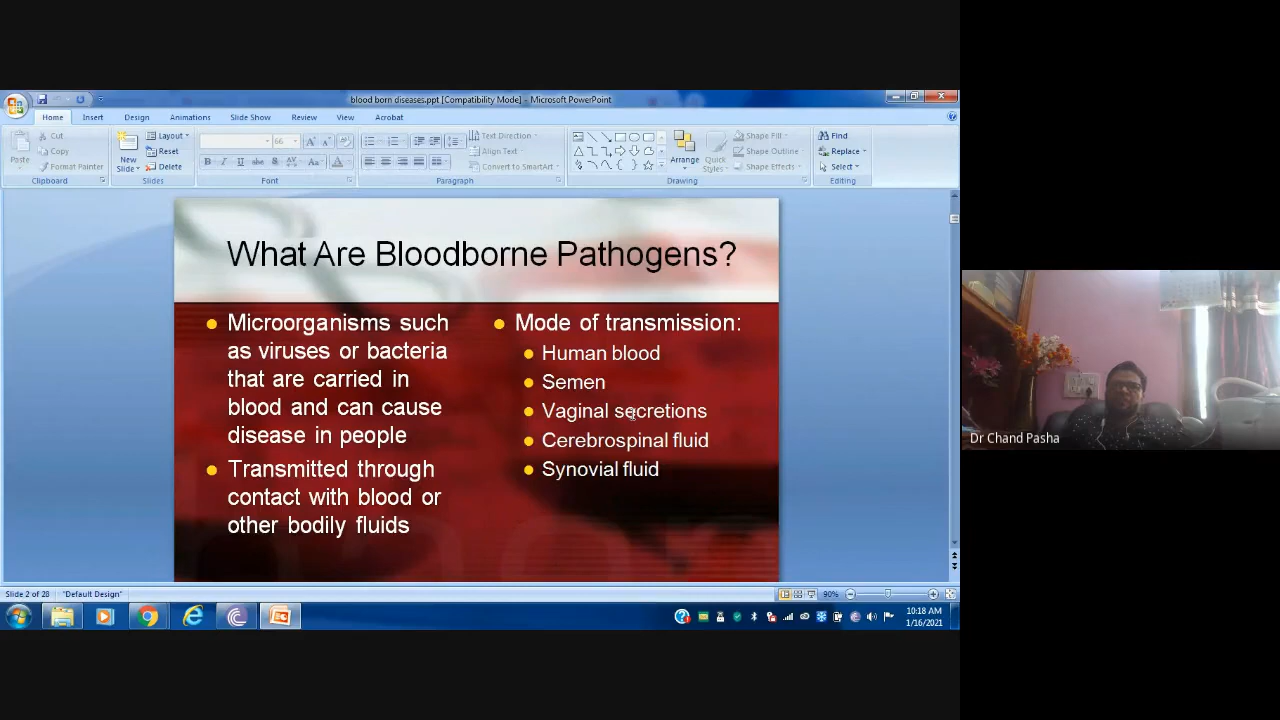 blood born diseases.ppt [Compatibility Mode] - Microsoft PowerPoint
Home Insert Design Animations Slide Show Review View Acrobat
Paste
Cut
Copy
Format Painter
Clipboard
New
Slide
Layout
Reset
Delete
Slides
66
B I U abc S AV Aa A
Font
Paragraph
Text Direction
Align Text
Convert to SmartArt
Arrange
Quick
Styles
Shape Fill
Shape Outline
Shape Effects
Drawing
Find
Replace
Select
Editing
What Are Bloodborne Pathogens?
Microorganisms such
as viruses or bacteria
that are carried in
blood and can cause
disease in people
Transmitted through
contact with blood or
other bodily fluids
Mode of transmission:
Human blood
Semen
Vaginal secretions
Cerebrospinal fluid
Synovial fluid
Dr Chand Pasha
Slide 2 of 28 "Default Design" 90%
10:18 AM
1/16/2021